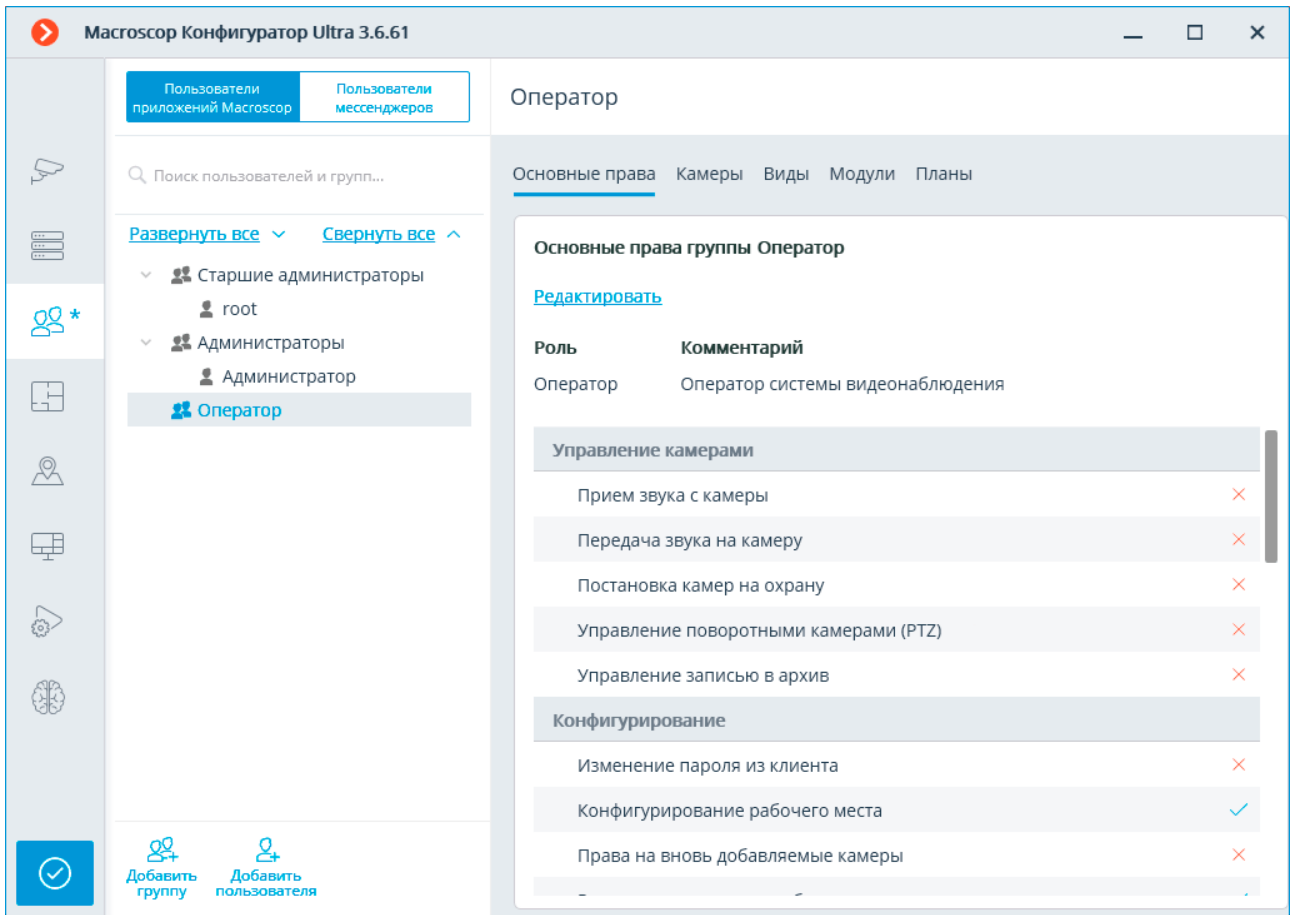 Macroscop Конфигуратор Ultra 3.6.61
Пользователи
приложений Macroscop
Пользователи
мессенджеров
Поиск пользователей и групп...
Развернуть все
Свернуть все
Старшие администраторы
root
Администраторы
Администратор
Оператор
Добавить
группу
Добавить
пользователя
*
Оператор
Основные права Камеры Виды Модули Планы
Основные права группы Оператор
Редактировать
Роль Комментарий
Оператор Оператор системы видеонаблюдения
Управление камерами
Прием звука с камеры
Передача звука на камеру
Постановка камер на охрану
Управление поворотными камерами (PTZ)
Управление записью в архив
Конфигурирование
Изменение пароля из клиента
Конфигурирование рабочего места
Права на вновь добавляемые камеры